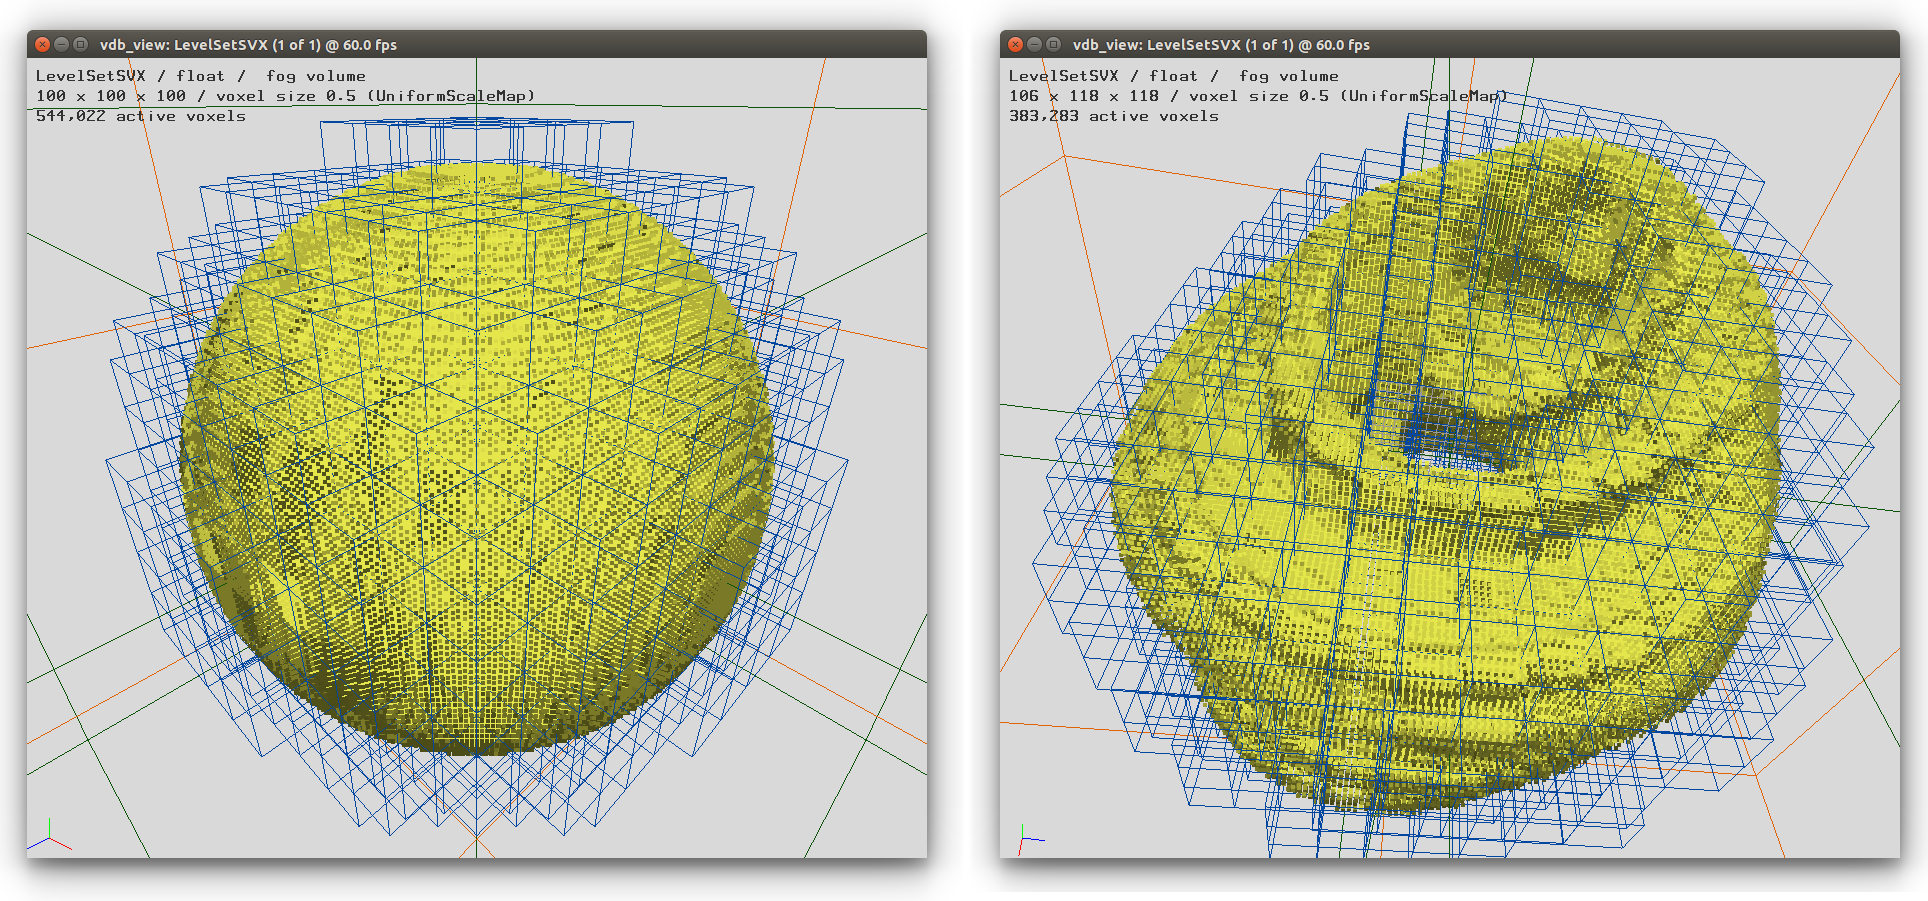 vdb_view: LevelSetSVX (1 of 1) @ 60.0 fps
LevelSetSVX / float /  fog volume
100 x 100 x 100 / voxel size 0.5 (UniformScaleMap)
544,022 active voxels
vdb_view: LevelSetSVX (1 of 1) @ 60.0 fps
LevelSetSVX / float /  fog volume
106 x 118 x 118 / voxel size 0.5 (UniformScaleMap)
383,283 active voxels